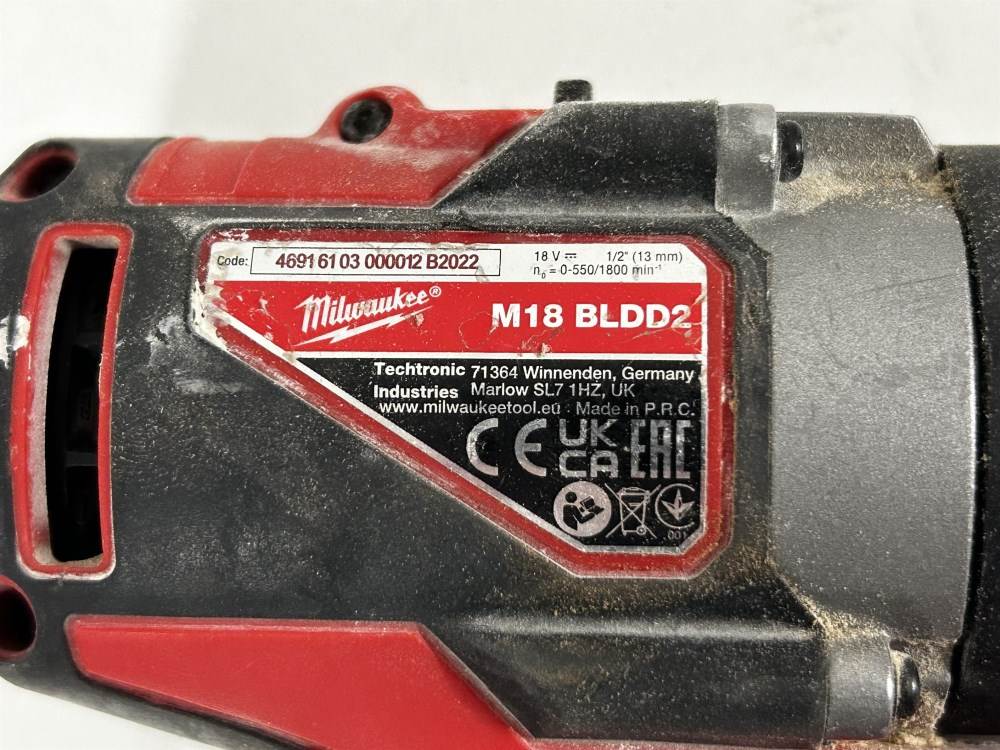 Code: 4691 61 03 000012 B2022
18 V ⎓ 1/2" (13 mm)
n₀ = 0-550/1800 min⁻¹
Milwaukee®
M18 BLDD2
Techtronic 71364 Winnenden, Germany
Industries Marlow SL7 1HZ, UK
www.milwaukeetool.eu · Made in P.R.C.
CE UK CA EAC
001